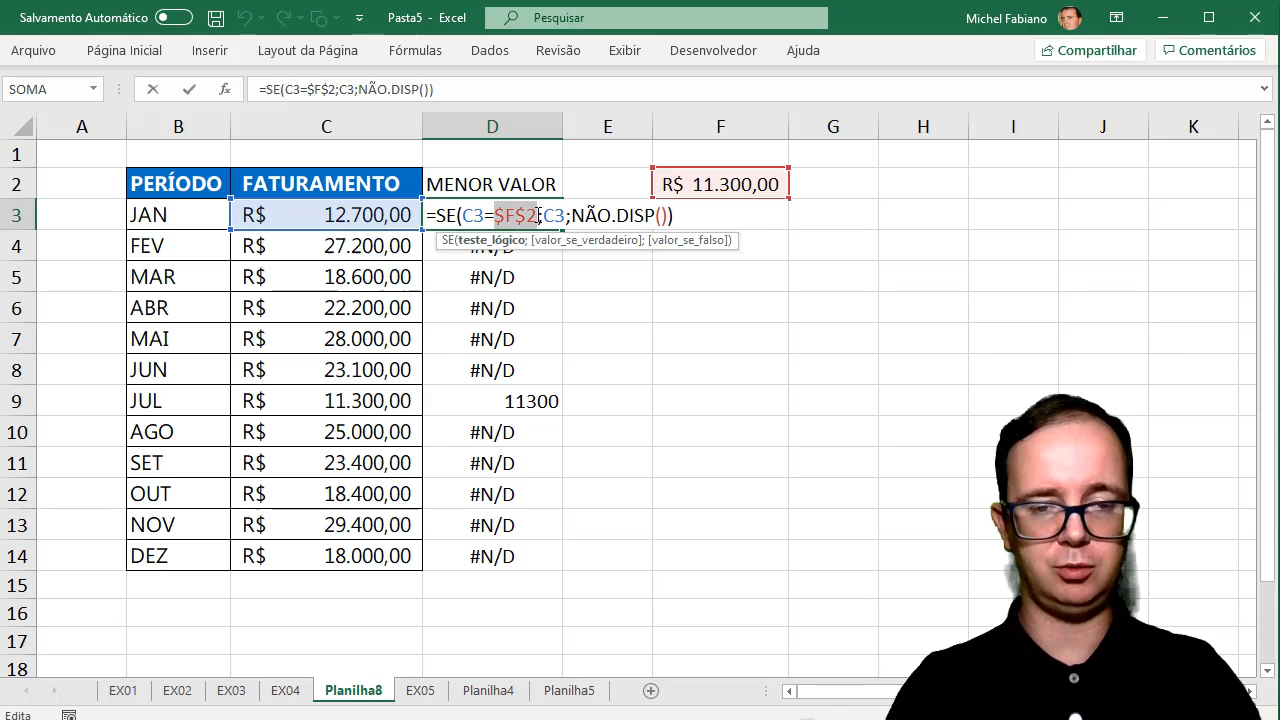 Salvamento Automático
Pasta5 - Excel
Pesquisar
Michel Fabiano
Arquivo Página Inicial Inserir Layout da Página Fórmulas Dados Revisão Exibir Desenvolvedor Ajuda Compartilhar Comentários
SOMA fx =SE(C3=$F$2;C3;NÃO.DISP())
A B C D E F G H I J K
1
2 PERÍODO FATURAMENTO MENOR VALOR R$ 11.300,00
3 JAN R$ 12.700,00 =SE(C3=$F$2;C3;NÃO.DISP())
SE(teste_lógico; [valor_se_verdadeiro]; [valor_se_falso])
4 FEV R$ 27.200,00 #N/D
5 MAR R$ 18.600,00 #N/D
6 ABR R$ 22.200,00 #N/D
7 MAI R$ 28.000,00 #N/D
8 JUN R$ 23.100,00 #N/D
9 JUL R$ 11.300,00 11300
10 AGO R$ 25.000,00 #N/D
11 SET R$ 23.400,00 #N/D
12 OUT R$ 18.400,00 #N/D
13 NOV R$ 29.400,00 #N/D
14 DEZ R$ 18.000,00 #N/D
15
16
17
18
EX01 EX02 EX03 EX04 Planilha8 EX05 Planilha4 Planilha5
Edita